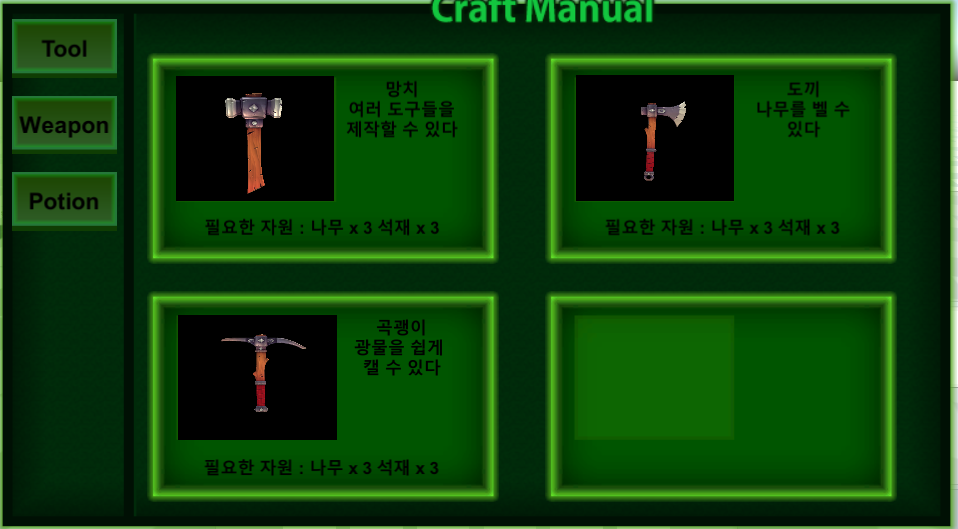 Craft Manual
Tool
Weapon
Potion
망치
여러 도구들을
제작할 수 있다
필요한 자원 : 나무 x 3 석재 x 3
도끼
나무를 벨 수
있다
필요한 자원 : 나무 x 3 석재 x 3
곡괭이
광물을 쉽게
캘 수 있다
필요한 자원 : 나무 x 3 석재 x 3